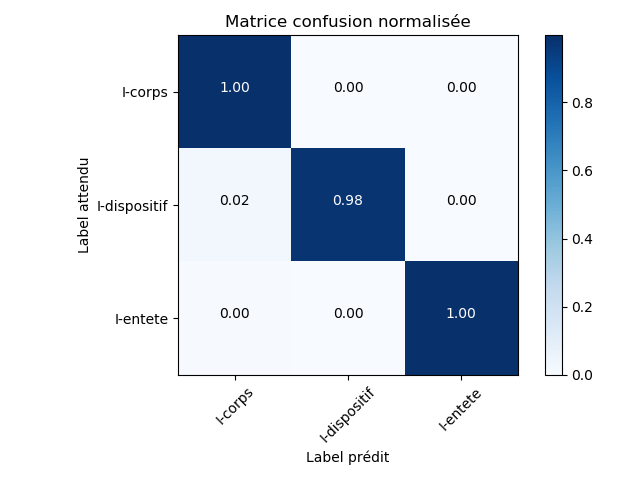 Matrice confusion normalisée
I-corps 1.00 0.00 0.00
I-dispositif 0.02 0.98 0.00
I-entete 0.00 0.00 1.00
I-corps I-dispositif I-entete
Label attendu
Label prédit
0.8
0.6
0.4
0.2
0.0